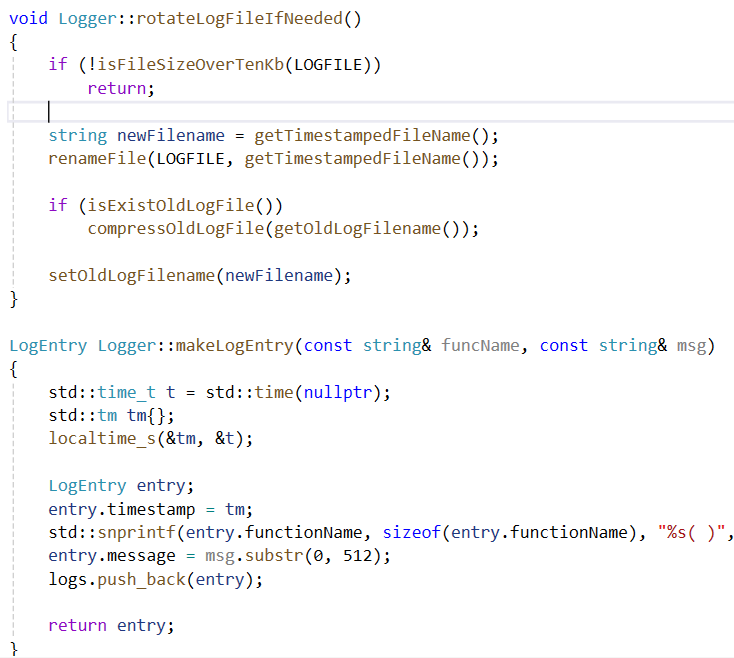 void Logger::rotateLogFileIfNeeded()
{
    if (!isFileSizeOverTenKb(LOGFILE))
        return;

    string newFilename = getTimestampedFileName();
    renameFile(LOGFILE, getTimestampedFileName());

    if (isExistOldLogFile())
        compressOldLogFile(getOldLogFilename());

    setOldLogFilename(newFilename);
}

LogEntry Logger::makeLogEntry(const string& funcName, const string& msg)
{
    std::time_t t = std::time(nullptr);
    std::tm tm{};
    localtime_s(&tm, &t);

    LogEntry entry;
    entry.timestamp = tm;
    std::snprintf(entry.functionName, sizeof(entry.functionName), "%s( )",
    entry.message = msg.substr(0, 512);
    logs.push_back(entry);

    return entry;
}